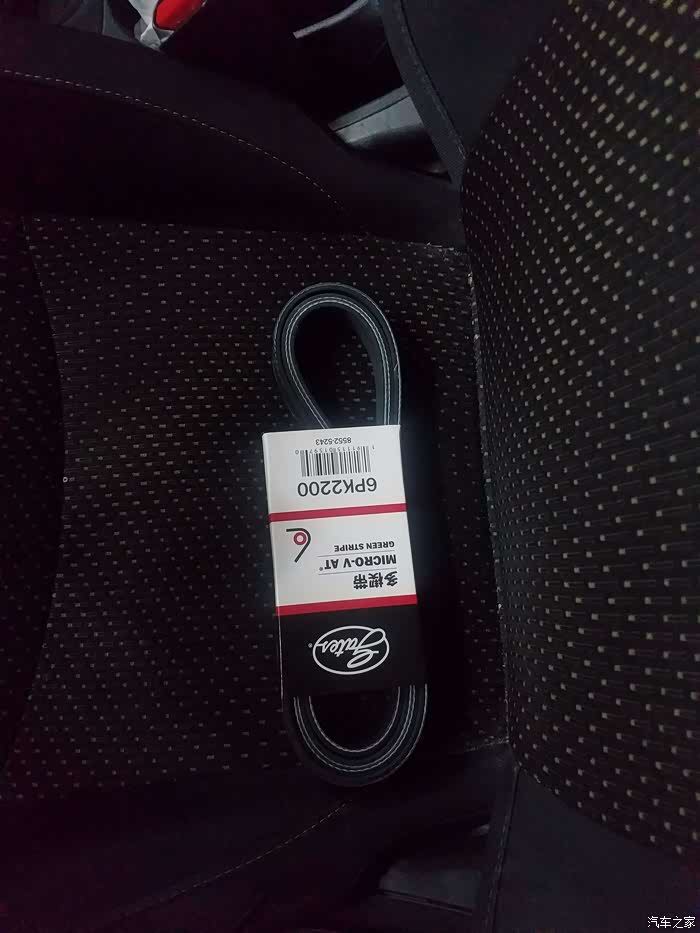 Gates
多楔带
MICRO-V AT®
GREEN STRIPE
6PK2200
8552-5243
汽车之家